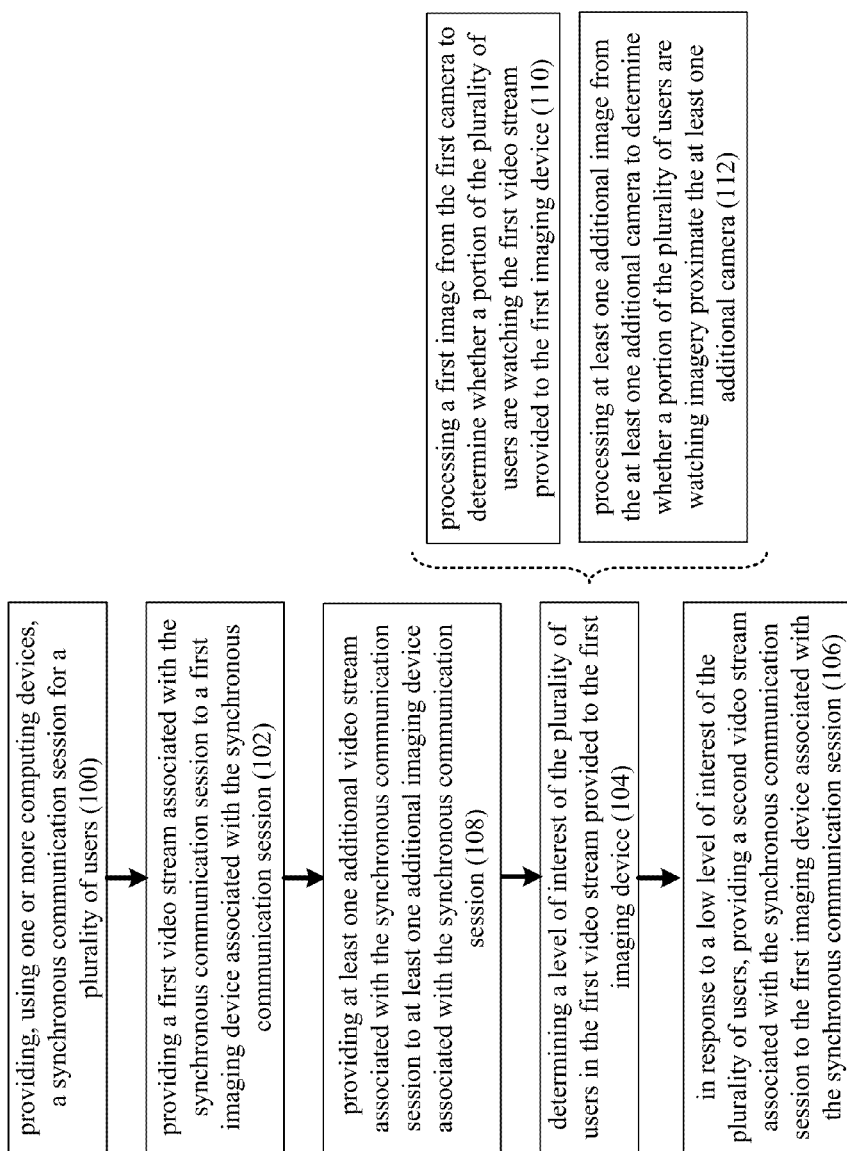 providing, using one or more computing devices,
a synchronous communication session for a
plurality of users (100)
providing a first video stream associated with the
synchronous communication session to a first
imaging device associated with the synchronous
communication session (102)
providing at least one additional video stream
associated with the synchronous communication
session to at least one additional imaging device
associated with the synchronous communication
session (108)
determining a level of interest of the plurality of
users in the first video stream provided to the first
imaging device (104)
in response to a low level of interest of the
plurality of users, providing a second video stream
associated with the synchronous communication
session to the first imaging device associated with
the synchronous communication session (106)
processing a first image from the first camera to
determine whether a portion of the plurality of
users are watching the first video stream
provided to the first imaging device (110)
processing at least one additional image from
the at least one additional camera to determine
whether a portion of the plurality of users are
watching imagery proximate the at least one
additional camera (112)